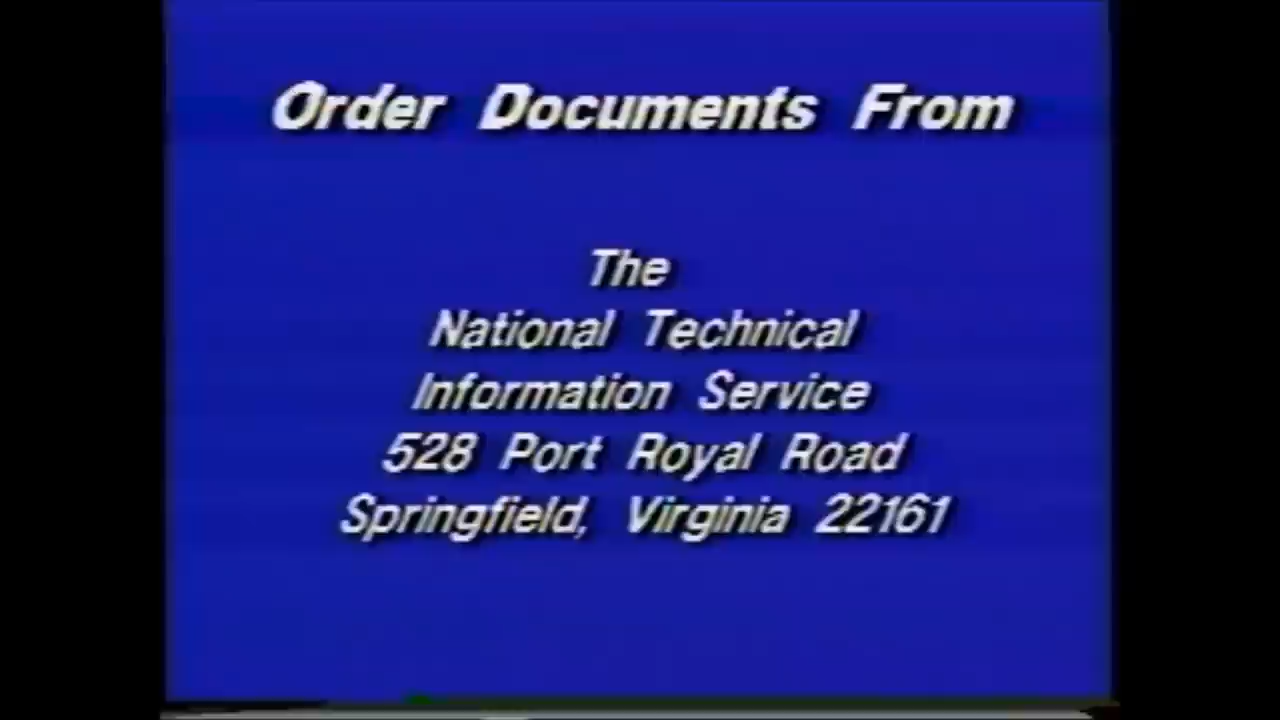 Order Documents From
The
National Technical
Information Service
528 Port Royal Road
Springfield, Virginia 22161